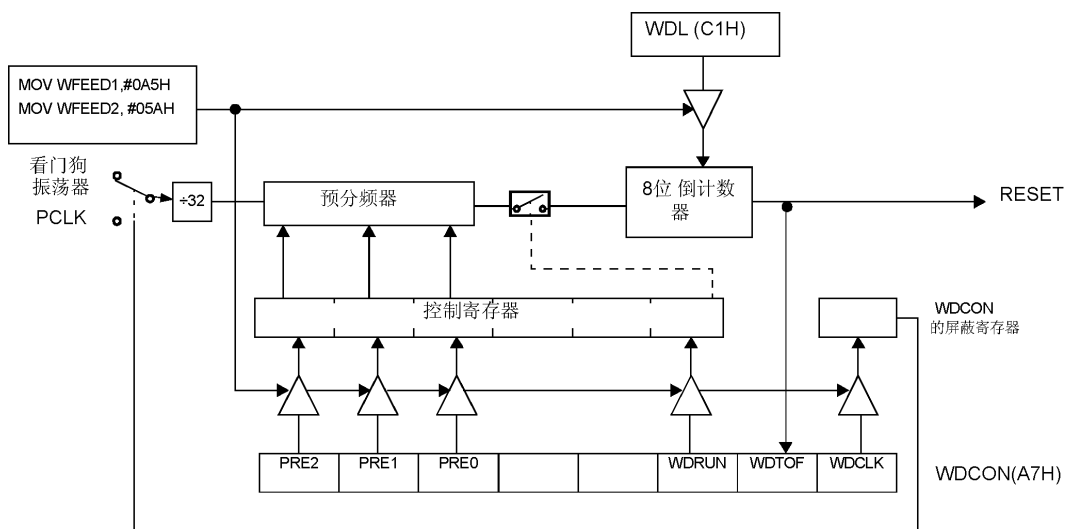 WDL (C1H)
MOV WFEED1,#0A5H
MOV WFEED2, #05AH
看门狗
振荡器
PCLK
÷32
预分频器
8位 倒计数
器
RESET
控制寄存器
WDCON
的屏蔽寄存器
PRE2
PRE1
PRE0
WDRUN
WDTOF
WDCLK
WDCON(A7H)